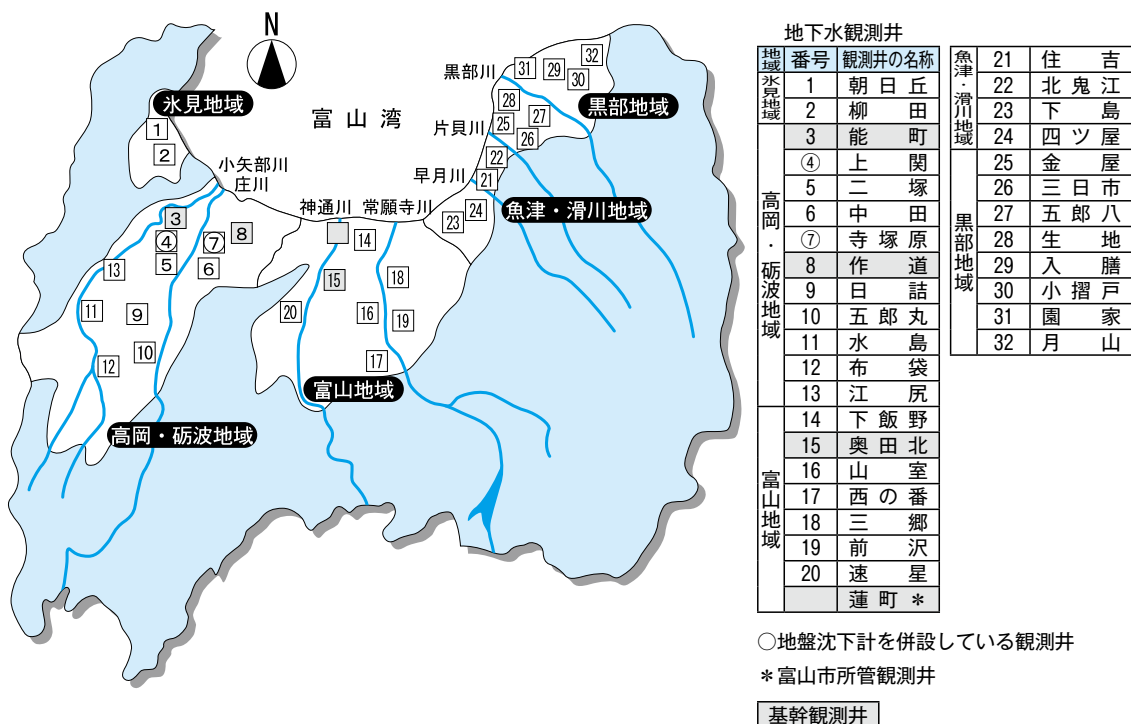 N
氷見地域
1
2
富山湾
黒部川
片貝川
早月川
黒部地域
31
29
32
30
28
27
25
26
22
21
24
23
魚津・滑川地域
小矢部川
庄川
神通川
常願寺川
3
8
4
7
5
6
13
11
9
10
12
14
15
18
20
16
19
17
富山地域
高岡・砺波地域
地下水観測井
地域 番号 観測井の名称
氷見地域
1 朝日丘
2 柳田
高岡・砺波地域
3 能町
④ 上関
5 二塚
6 中田
⑦ 寺塚原
8 作道
9 日詰
10 五郎丸
11 水島
12 布袋
13 江尻
富山地域
14 下飯野
15 奥田北
16 山室
17 西の番
18 三郷
19 前沢
20 速星
蓮町*
魚津・滑川地域
21 住吉
22 北鬼江
23 下島
24 四ツ屋
黒部地域
25 金屋
26 三日市
27 五郎八
28 生地
29 入膳
30 小摺戸
31 園家
32 月山
○地盤沈下計を併設している観測井
*富山市所管観測井
基幹観測井